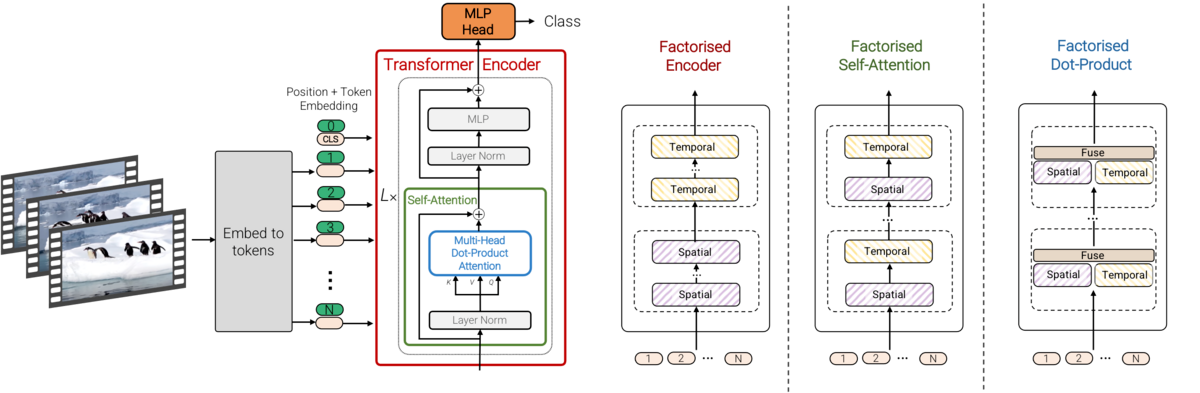 MLP
Head
Class
Transformer Encoder
Position + Token
Embedding
0
CLS
1
2
3
N
Embed to
tokens
L×
MLP
Layer Norm
Self-Attention
Multi-Head
Dot-Product
Attention
K V Q
Layer Norm
Factorised
Encoder
Temporal
...
Temporal
Spatial
...
Spatial
1 2 ... N
Factorised
Self-Attention
Temporal
Spatial
...
Temporal
Spatial
1 2 ... N
Factorised
Dot-Product
Fuse
Spatial Temporal
...
Fuse
Spatial Temporal
1 2 ... N